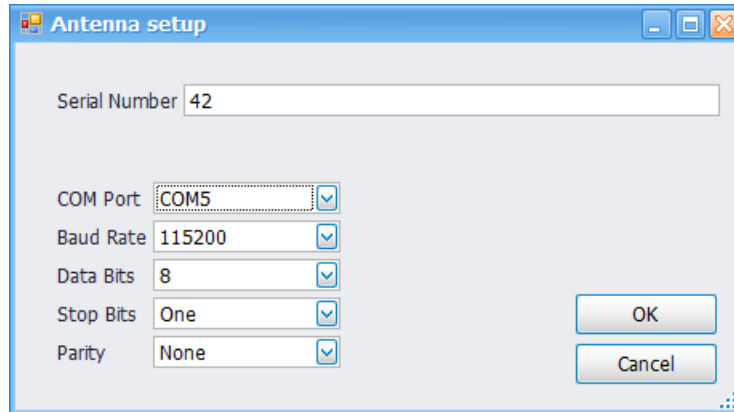 Antenna setup
Serial Number 42
COM Port COM5
Baud Rate 115200
Data Bits 8
Stop Bits One
Parity None
OK
Cancel